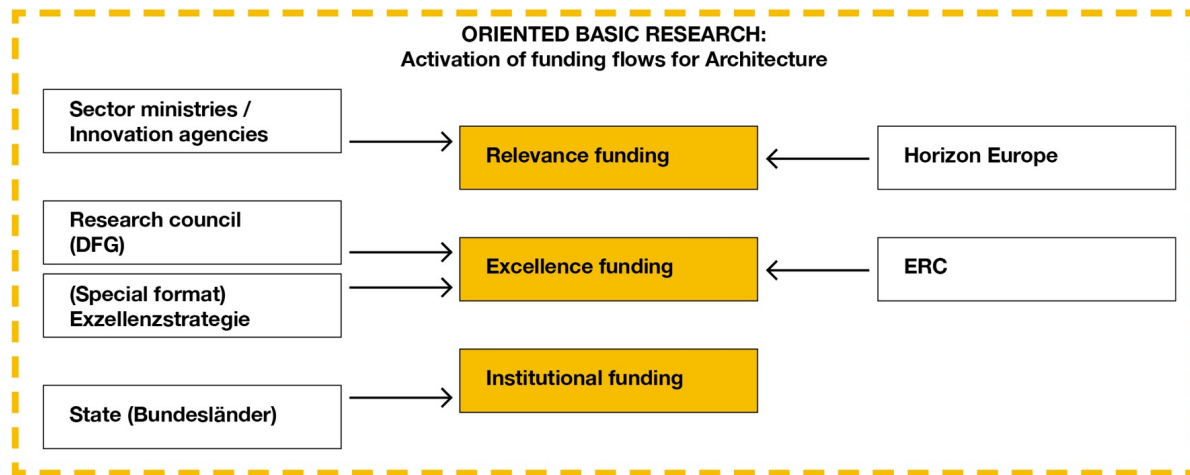 ORIENTED BASIC RESEARCH:
Activation of funding flows for Architecture
Sector ministries /
Innovation agencies
Relevance funding
Horizon Europe
Research council
(DFG)
Excellence funding
ERC
(Special format)
Exzellenzstrategie
Institutional funding
State (Bundesländer)